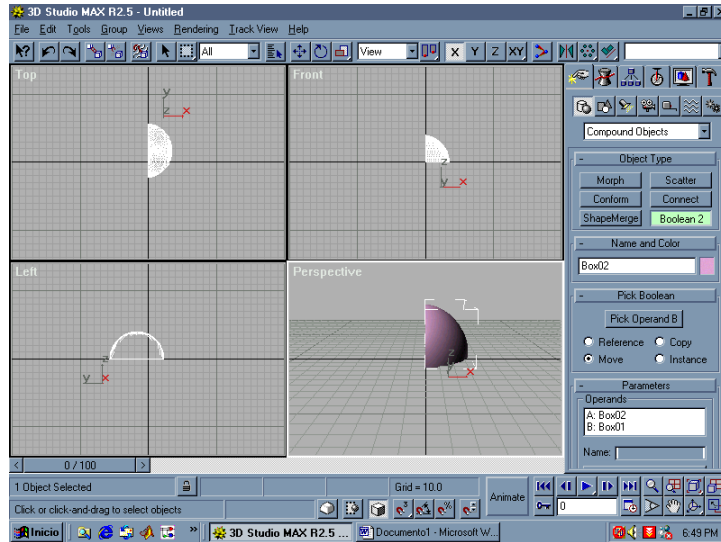 3D Studio MAX R2.5 - Untitled
File Edit Tools Group Views Rendering Track View Help
All View X Y Z XY
Top Front
y
z x
z
y x
Compound Objects
- Object Type
Morph Scatter
Conform Connect
ShapeMerge Boolean 2
- Name and Color
Box02
Left Perspective
z
y x
z
y x
- Pick Boolean
Pick Operand B
Reference Copy
Move Instance
- Parameters
Operands
A: Box02
B: Box01
Name:
< 0 / 100 >
1 Object Selected Grid = 10.0
Animate
0
Click or click-and-drag to select objects
Inicio » 3D Studio MAX R2.5 ... Documento1 - Microsoft W... 6:49 PM